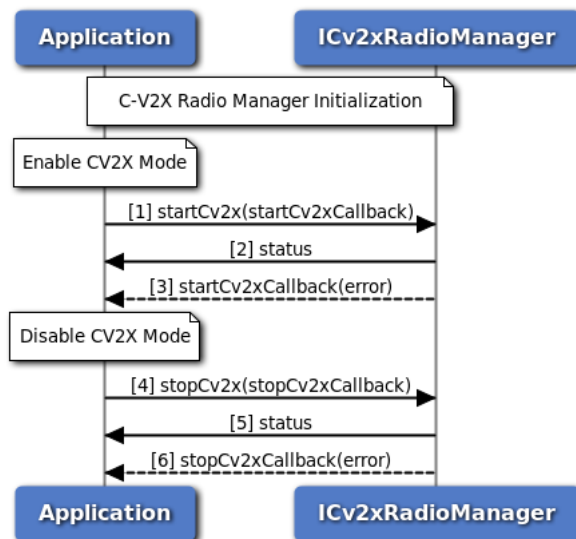 Application
ICv2xRadioManager
C-V2X Radio Manager Initialization
Enable CV2X Mode
[1] startCv2x(startCv2xCallback)
[2] status
[3] startCv2xCallback(error)
Disable CV2X Mode
[4] stopCv2x(stopCv2xCallback)
[5] status
[6] stopCv2xCallback(error)
Application
ICv2xRadioManager